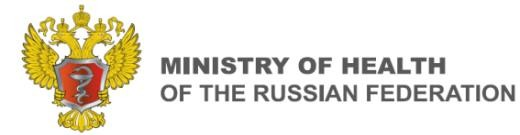 MINISTRY OF HEALTH
OF THE RUSSIAN FEDERATION